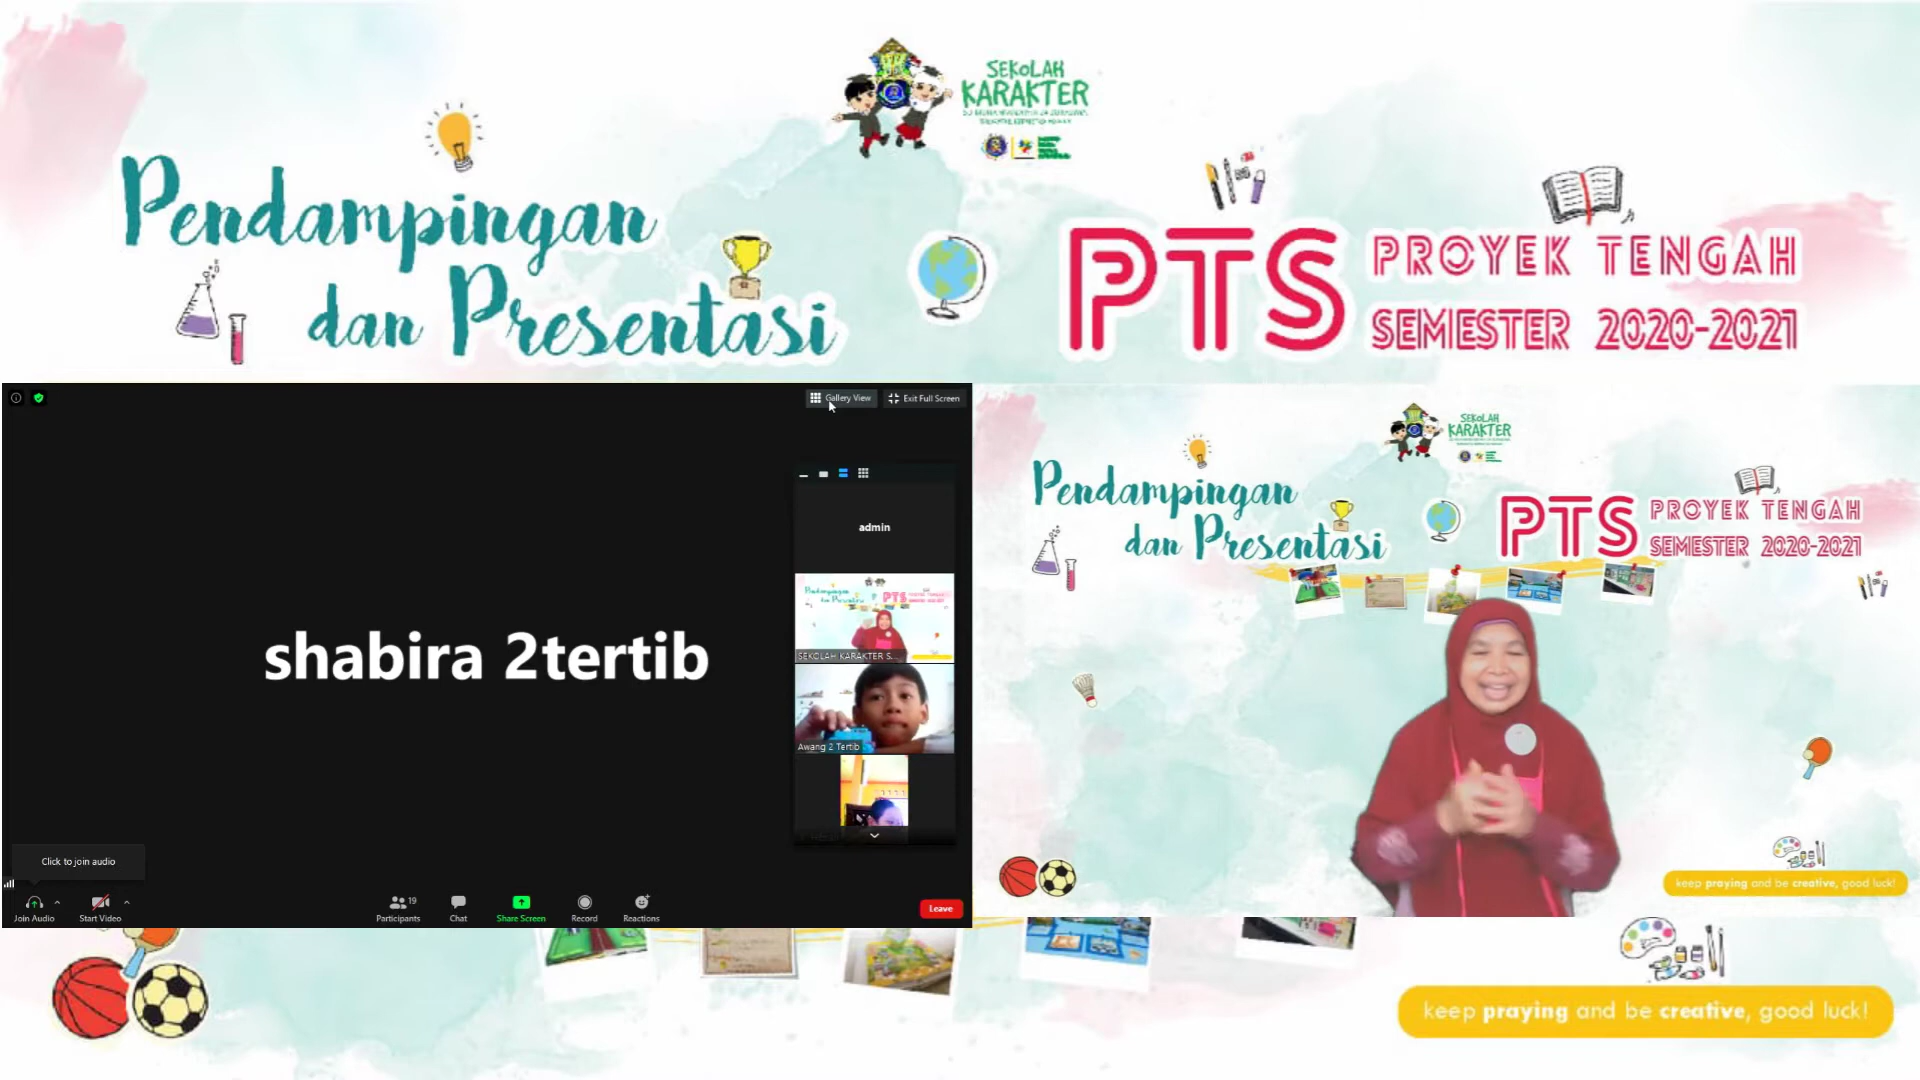 SEKOLAH
KARAKTER
Pendampingan
dan Presentasi
PTS
PROYEK TENGAH
SEMESTER 2020-2021
Gallery View
Exit Full Screen
admin
SEKOLAH KARAKTER S...
Awang 2 Tertib
shabira 2tertib
Click to join audio
Join Audio
Start Video
Participants
19
Chat
Share Screen
Record
Reactions
Leave
SEKOLAH
KARAKTER
Pendampingan
dan Presentasi
PTS
PROYEK TENGAH
SEMESTER 2020-2021
keep praying and be creative, good luck!
keep praying and be creative, good luck!